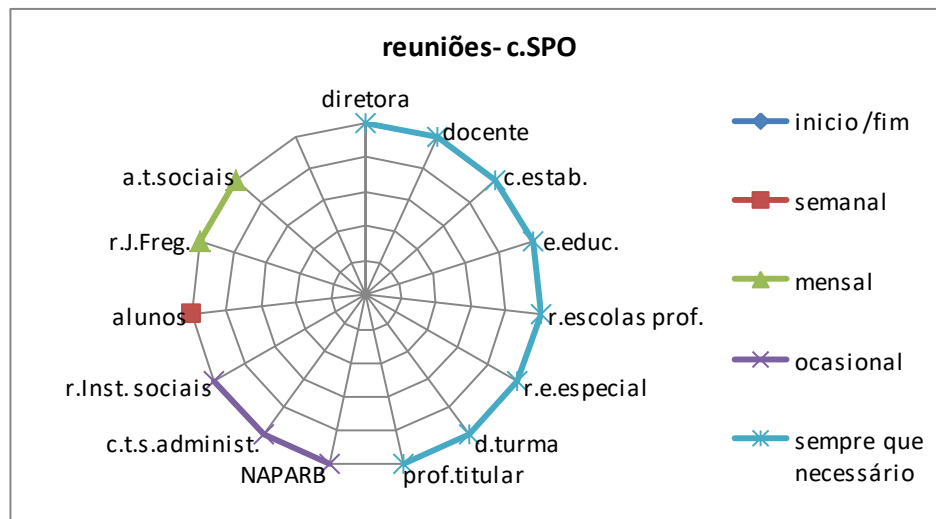 reuniões- c.SPO
diretora
docente
c.estab.
e.educ.
r.escolas prof.
r.e.especial
d.turma
prof.titular
NAPARB
c.t.s.administ.
r.Inst. sociais
alunos
r.J.Freg.
a.t.sociais
inicio /fim
semanal
mensal
ocasional
sempre que
necessário